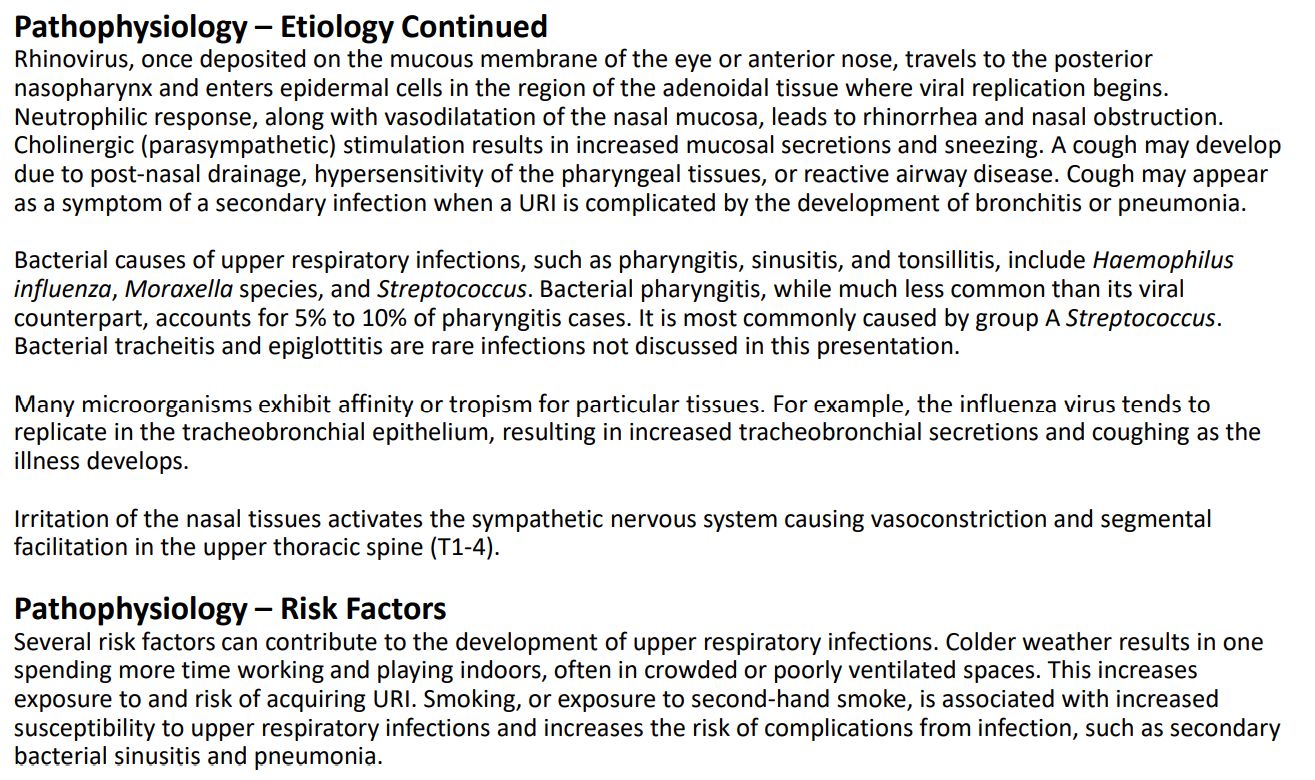 Pathophysiology – Etiology Continued
Rhinovirus, once deposited on the mucous membrane of the eye or anterior nose, travels to the posterior
nasopharynx and enters epidermal cells in the region of the adenoidal tissue where viral replication begins.
Neutrophilic response, along with vasodilatation of the nasal mucosa, leads to rhinorrhea and nasal obstruction.
Cholinergic (parasympathetic) stimulation results in increased mucosal secretions and sneezing. A cough may develop
due to post-nasal drainage, hypersensitivity of the pharyngeal tissues, or reactive airway disease. Cough may appear
as a symptom of a secondary infection when a URI is complicated by the development of bronchitis or pneumonia.
Bacterial causes of upper respiratory infections, such as pharyngitis, sinusitis, and tonsillitis, include Haemophilus
influenza, Moraxella species, and Streptococcus. Bacterial pharyngitis, while much less common than its viral
counterpart, accounts for 5% to 10% of pharyngitis cases. It is most commonly caused by group A Streptococcus.
Bacterial tracheitis and epiglottitis are rare infections not discussed in this presentation.
Many microorganisms exhibit affinity or tropism for particular tissues. For example, the influenza virus tends to
replicate in the tracheobronchial epithelium, resulting in increased tracheobronchial secretions and coughing as the
illness develops.
Irritation of the nasal tissues activates the sympathetic nervous system causing vasoconstriction and segmental
facilitation in the upper thoracic spine (T1-4).
Pathophysiology – Risk Factors
Several risk factors can contribute to the development of upper respiratory infections. Colder weather results in one
spending more time working and playing indoors, often in crowded or poorly ventilated spaces. This increases
exposure to and risk of acquiring URI. Smoking, or exposure to second-hand smoke, is associated with increased
susceptibility to upper respiratory infections and increases the risk of complications from infection, such as secondary
bacterial sinusitis and pneumonia.